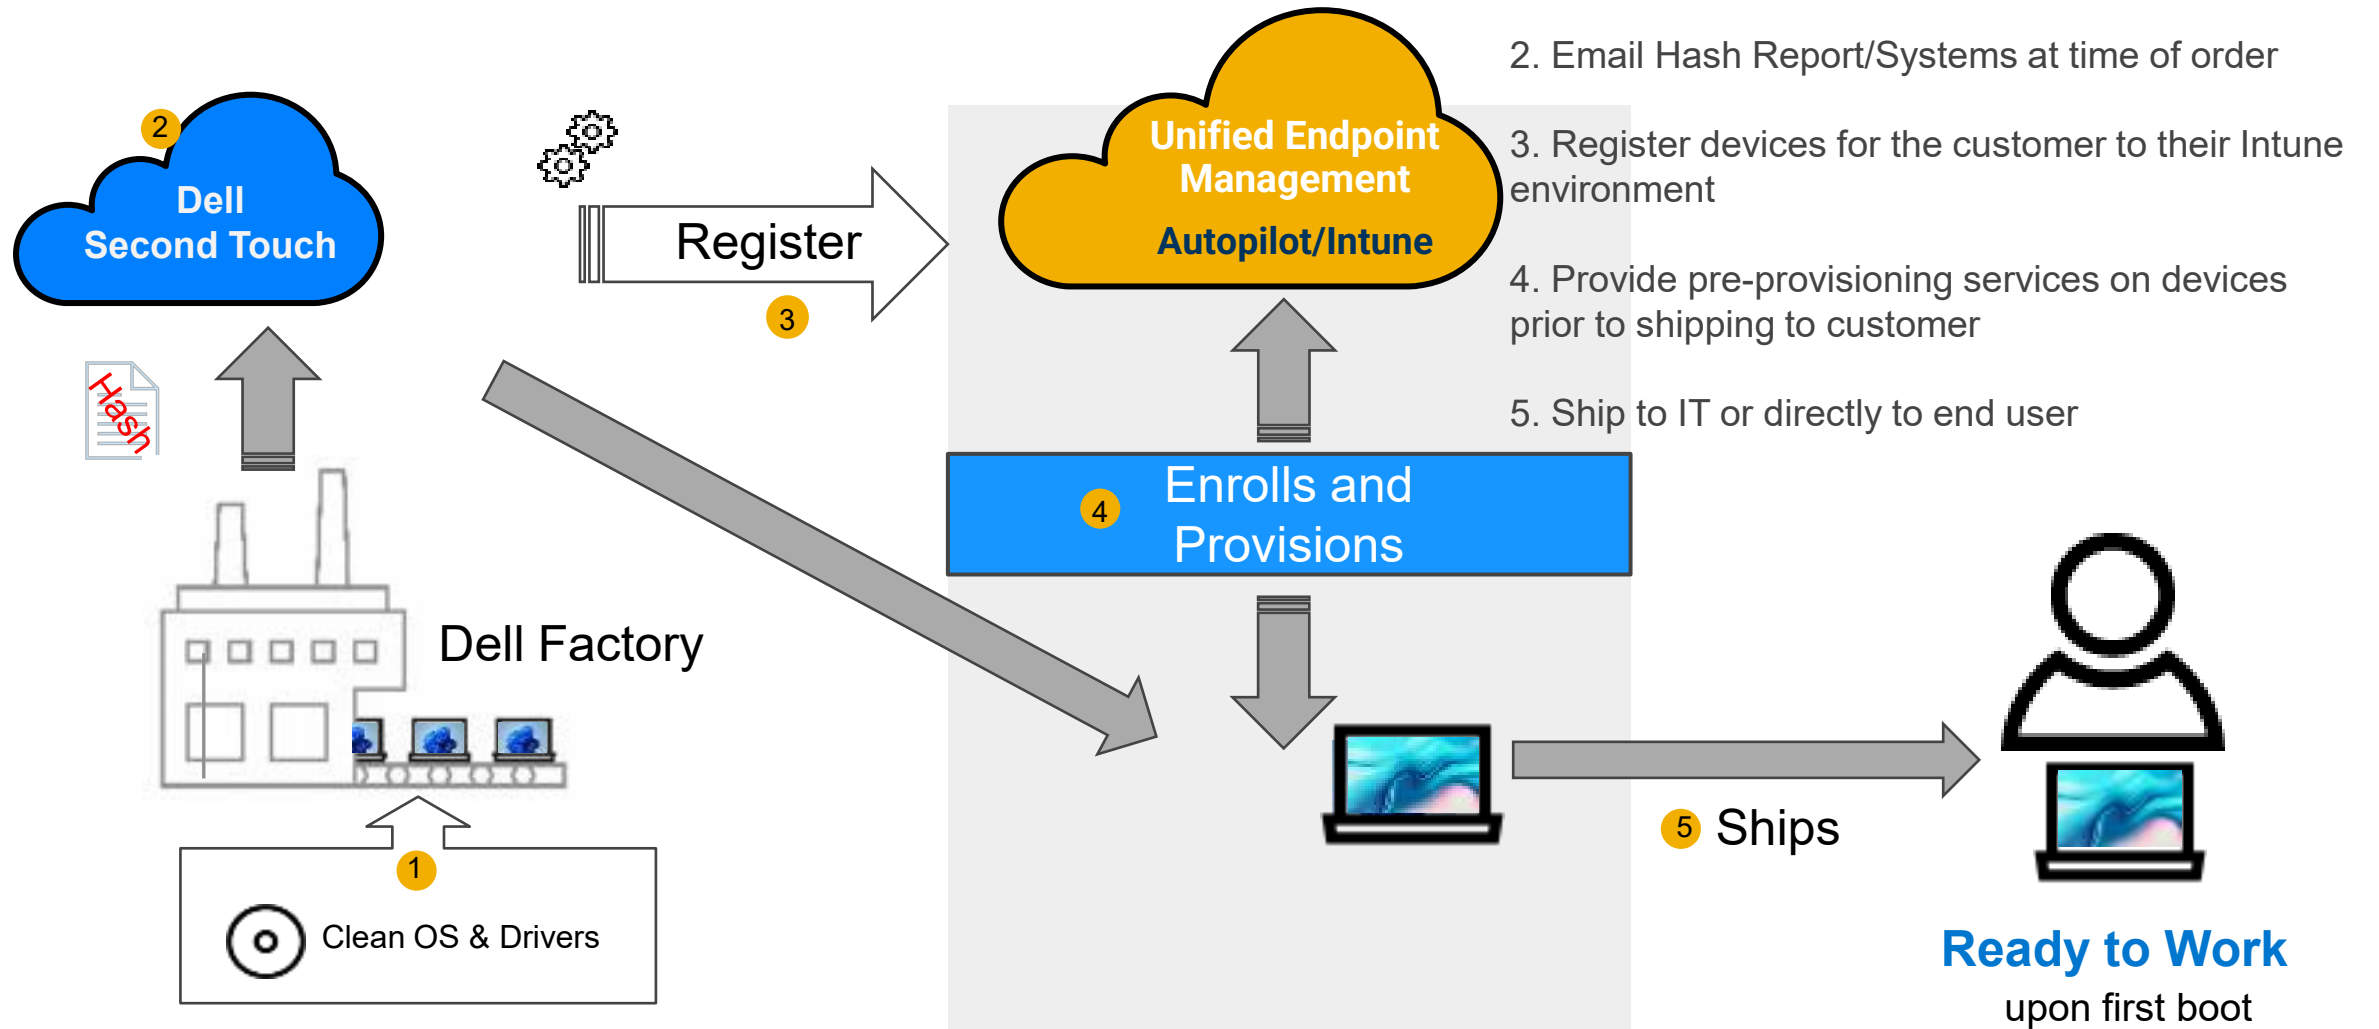 2. Email Hash Report/Systems at time of order
3. Register devices for the customer to their Intune
environment
4. Provide pre-provisioning services on devices
prior to shipping to customer
5. Ship to IT or directly to end user
2
Dell
Second Touch
Register
3
Unified Endpoint
Management
Autopilot/Intune
Hash
4
Enrolls and
Provisions
Dell Factory
1
Clean OS & Drivers
5
Ships
Ready to Work
upon first boot